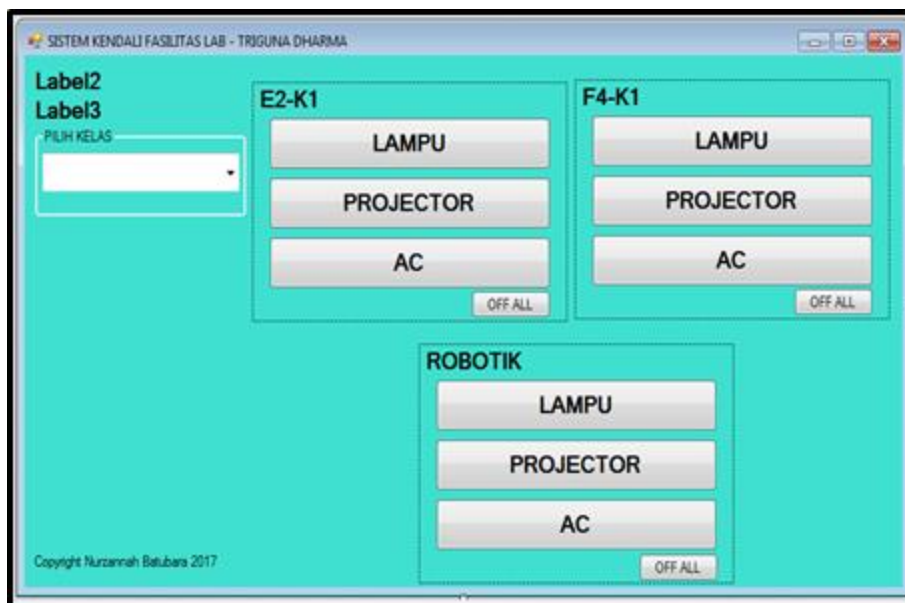 SISTEM KENDALI FASILITAS LAB - TRIGUNA DHARMA
Label2
Label3
PILIH KELAS
E2-K1
LAMPU
PROJECTOR
AC
OFF ALL
F4-K1
LAMPU
PROJECTOR
AC
OFF ALL
ROBOTIK
LAMPU
PROJECTOR
AC
OFF ALL
Copyright Nurzannah Batubara 2017